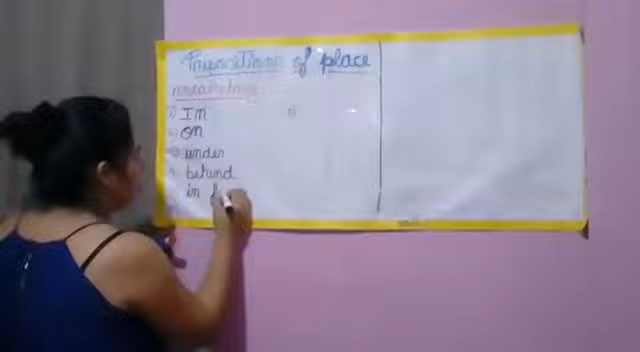 Prepositions of place
vocabulary:
In
on
under
behind
in f